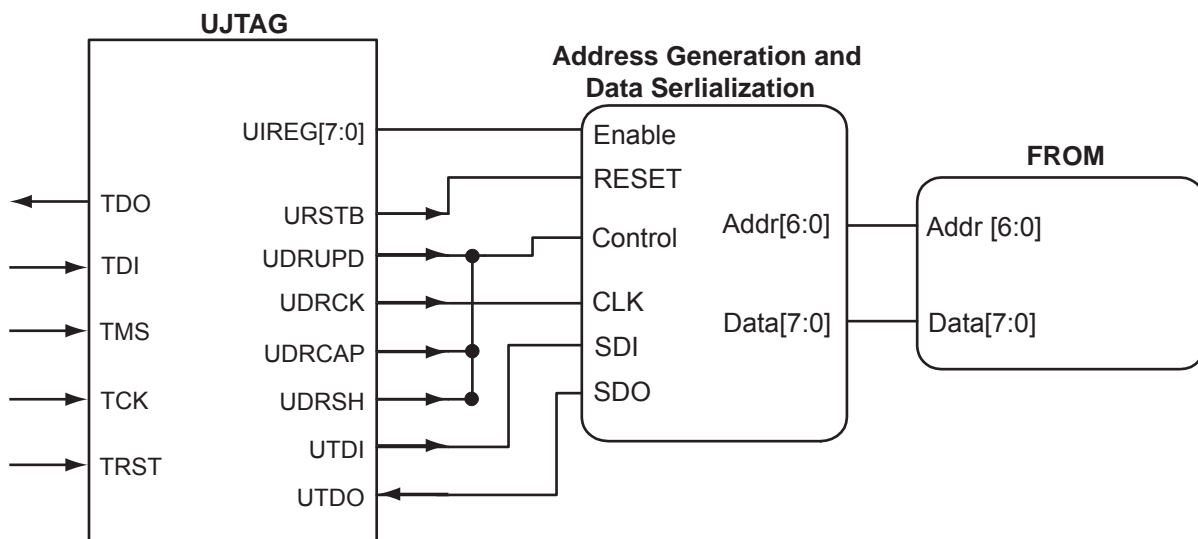 UJTAG
TDO
TDI
TMS
TCK
TRST
UIREG[7:0]
URSTB
UDRUPD
UDRCK
UDRCAP
UDRSH
UTDI
UTDO
Address Generation and
Data Serlialization
Enable
RESET
Control
CLK
SDI
SDO
Addr[6:0]
Data[7:0]
FROM
Addr [6:0]
Data[7:0]